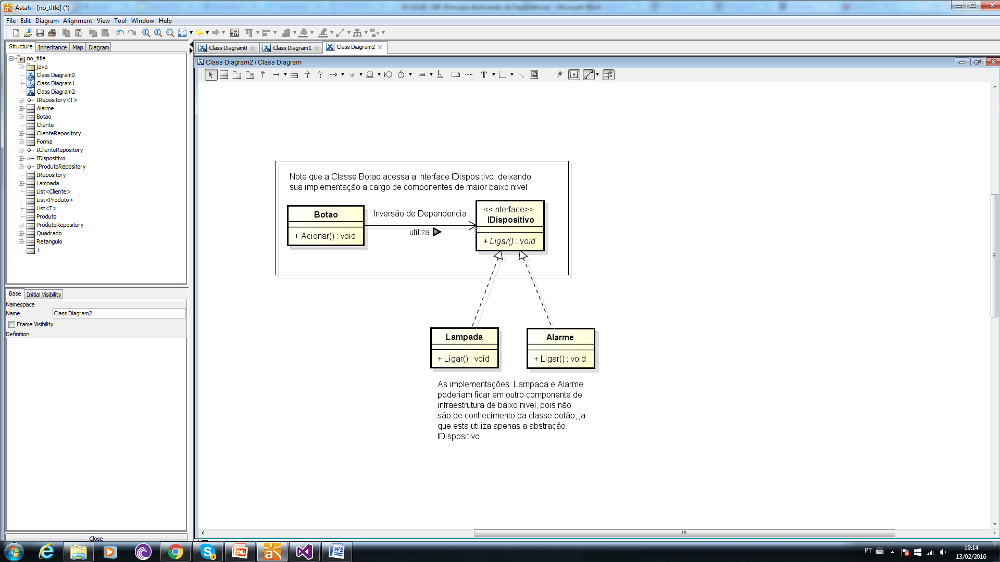 Astah - [no_title] (*)
File Edit Diagram Alignment View Tool Window Help
Structure Inheritance Map Diagram
no_title
java
Class Diagram0
Class Diagram1
Class Diagram2
IRepository<T>
Alarme
Botao
Cliente
ClienteRepository
Forma
IClienteRepository
IDispositivo
IProdutoRepository
IRepository
Lampada
List<Cliente>
List<Produto>
List<T>
Produto
ProdutoRepository
Quadrado
Retangulo
T
Base Initial Visibility
Namespace
Name Class Diagram2
Frame Visibility
Definition
Close
Class Diagram0 Class Diagram1 Class Diagram2
Class Diagram2 / Class Diagram
T
Note que a Classe Botao acessa a interface IDispositivo, deixando
sua implementação a cargo de componentes de maior baixo nivel
Botao
+ Acionar() : void
Inversão de Dependencia
utiliza
<<interface>>
IDispositivo
+ Ligar() : void
Lampada
+ Ligar() : void
Alarme
+ Ligar() : void
As implementações: Lampada e Alarme
poderiam ficar em outro componente de
infraestrutura de baixo nivel, pois não
são de conhecimento da classe botão, ja
que esta utiliza apenas a abstração
IDispositivo
PT
19:14
13/02/2016